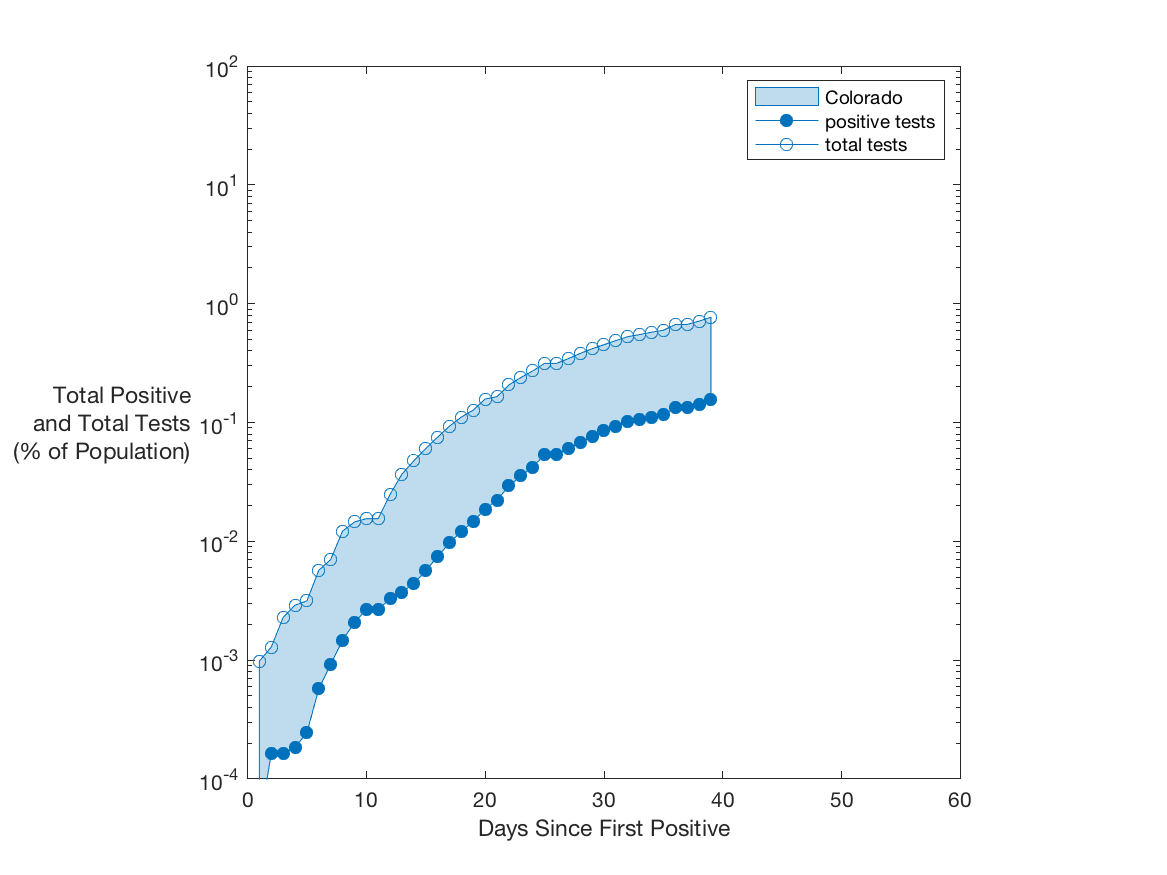 10^2
10^1
10^0
10^-1
10^-2
10^-3
10^-4
Total Positive
and Total Tests
(% of Population)
Colorado
positive tests
total tests
0 10 20 30 40 50 60
Days Since First Positive